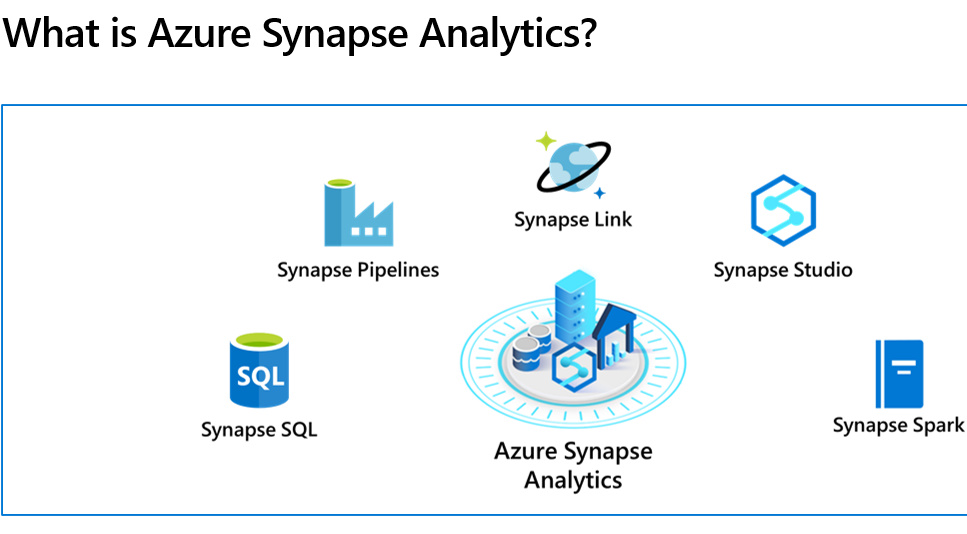 What is Azure Synapse Analytics?
Synapse Link
Synapse Pipelines
Synapse Studio
SQL
Synapse SQL
Synapse Spark
Azure Synapse
Analytics